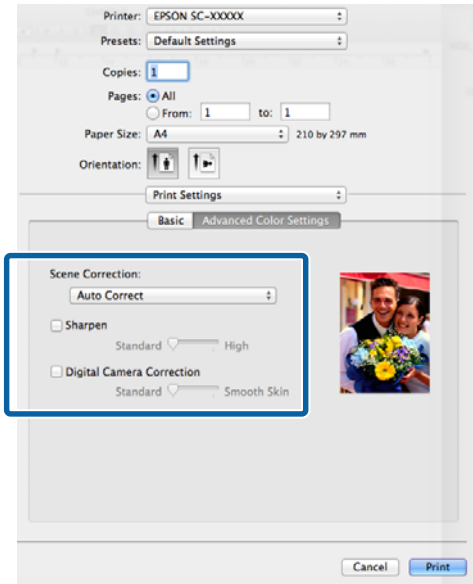 Printer: EPSON SC-XXXXX
Presets: Default Settings
Copies: 1
Pages: All
From: 1 to: 1
Paper Size: A4 210 by 297 mm
Orientation:
Print Settings
Basic Advanced Color Settings
Scene Correction:
Auto Correct
Sharpen
Standard High
Digital Camera Correction
Standard Smooth Skin
Cancel Print